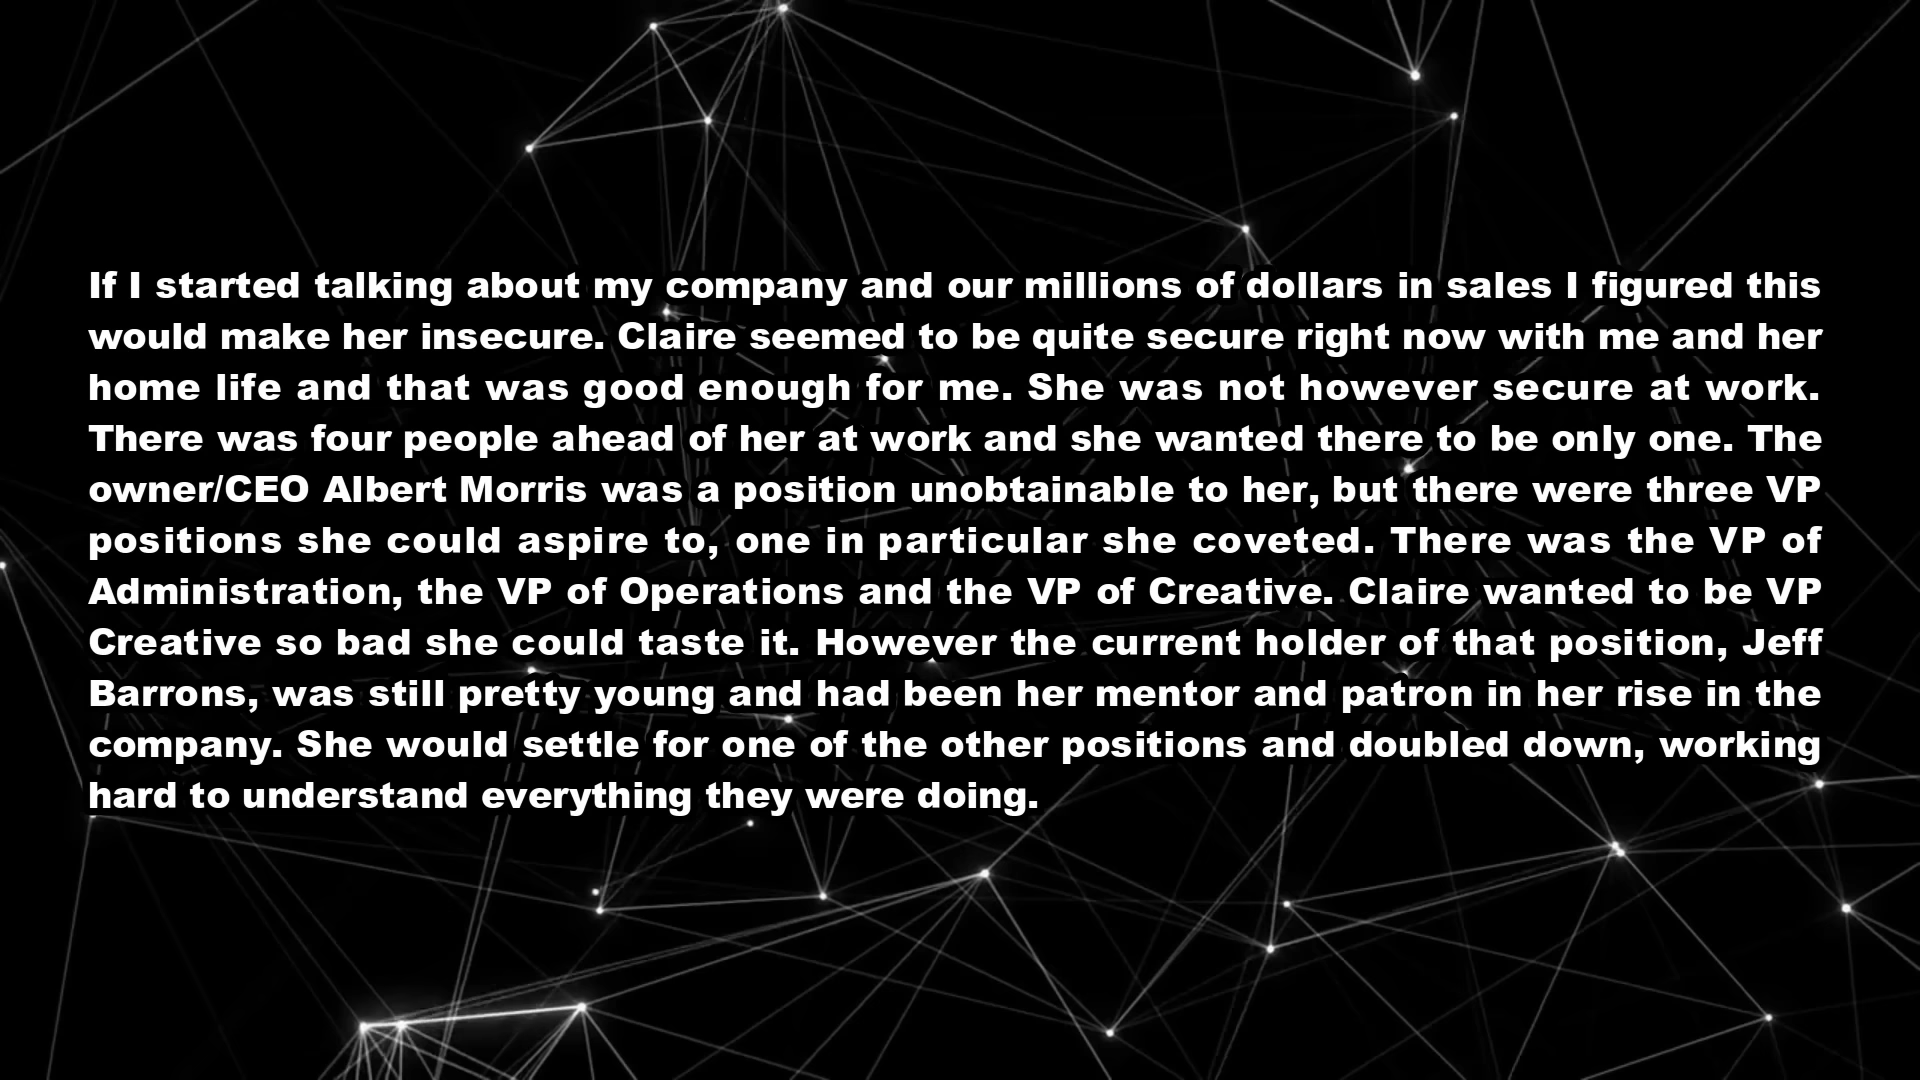 If I started talking about my company and our millions of dollars in sales I figured this
would make her insecure. Claire seemed to be quite secure right now with me and her
home life and that was good enough for me. She was not however secure at work.
There was four people ahead of her at work and she wanted there to be only one. The
owner/CEO Albert Morris was a position unobtainable to her, but there were three VP
positions she could aspire to, one in particular she coveted. There was the VP of
Administration, the VP of Operations and the VP of Creative. Claire wanted to be VP
Creative so bad she could taste it. However the current holder of that position, Jeff
Barrons, was still pretty young and had been her mentor and patron in her rise in the
company. She would settle for one of the other positions and doubled down, working
hard to understand everything they were doing.